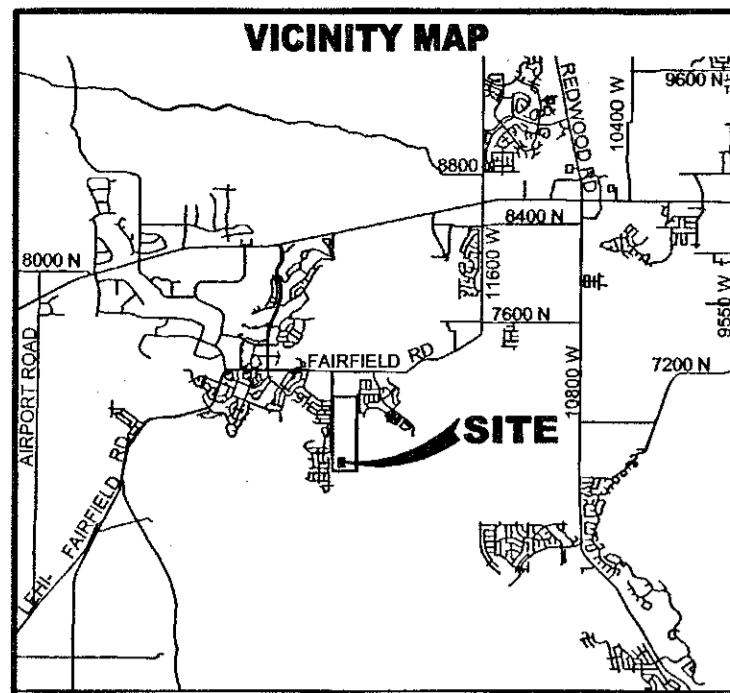 VICINITY MAP
9600 N
REDWOOD RD
10400 W
8800
8400 N
8000 N
11600 W
7600 N
9550 W
FAIRFIELD RD
7200 N
AIRPORT ROAD
10800 W
SITE
LEHI- FAIRFIELD RD